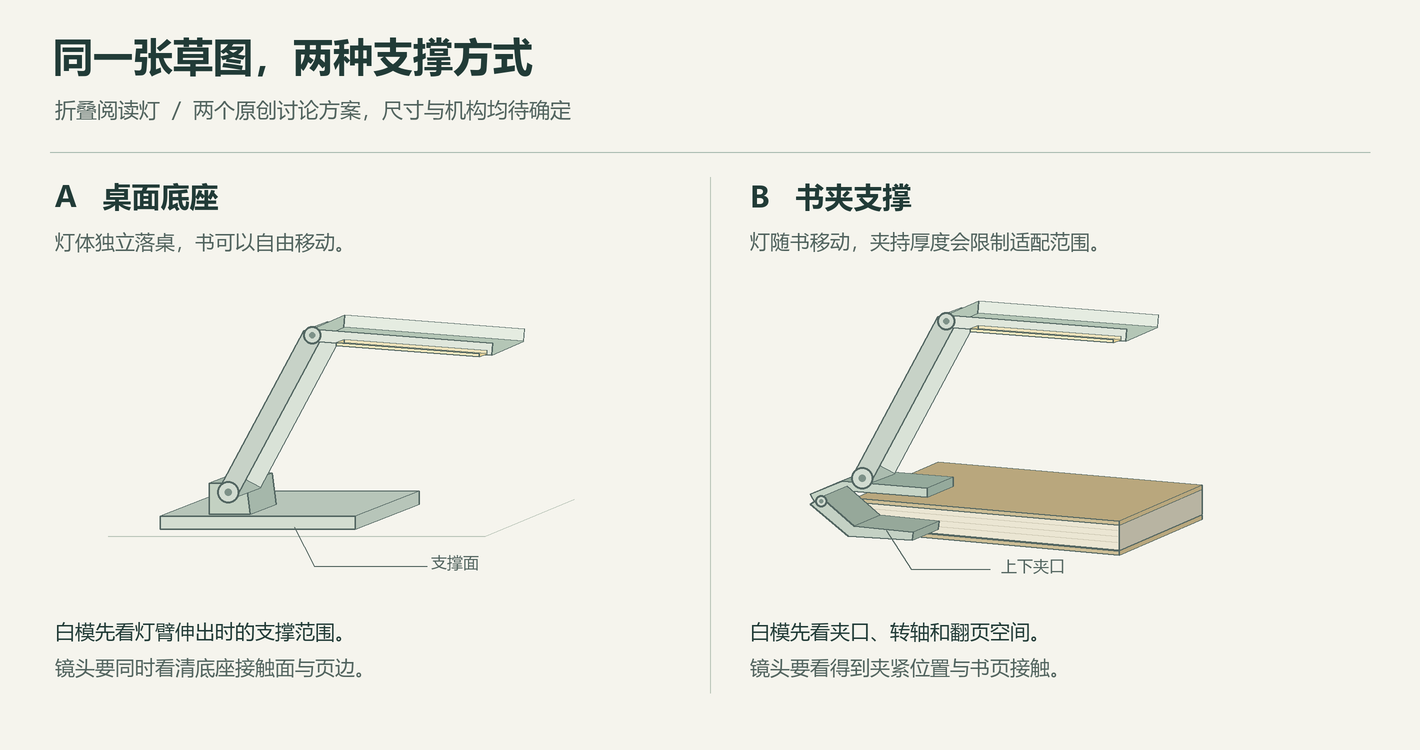 同一张草图，两种支撑方式
折叠阅读灯 / 两个原创讨论方案，尺寸与机构均待确定
A 桌面底座
灯体独立落桌，书可以自由移动。
支撑面
白模先看灯臂伸出时的支撑范围。
镜头要同时看清底座接触面与页边。
B 书夹支撑
灯随书移动，夹持厚度会限制适配范围。
上下夹口
白模先看夹口、转轴和翻页空间。
镜头要看得到夹紧位置与书页接触。